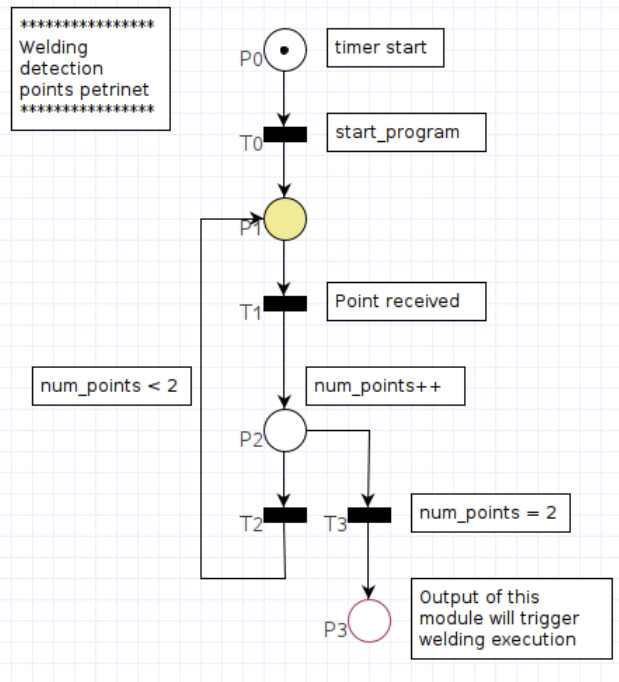 ****************
Welding
detection
points petrinet
****************
P0
timer start
T0
start_program
P1
T1
Point received
num_points < 2
num_points++
P2
T2
T3
num_points = 2
P3
Output of this
module will trigger
welding execution